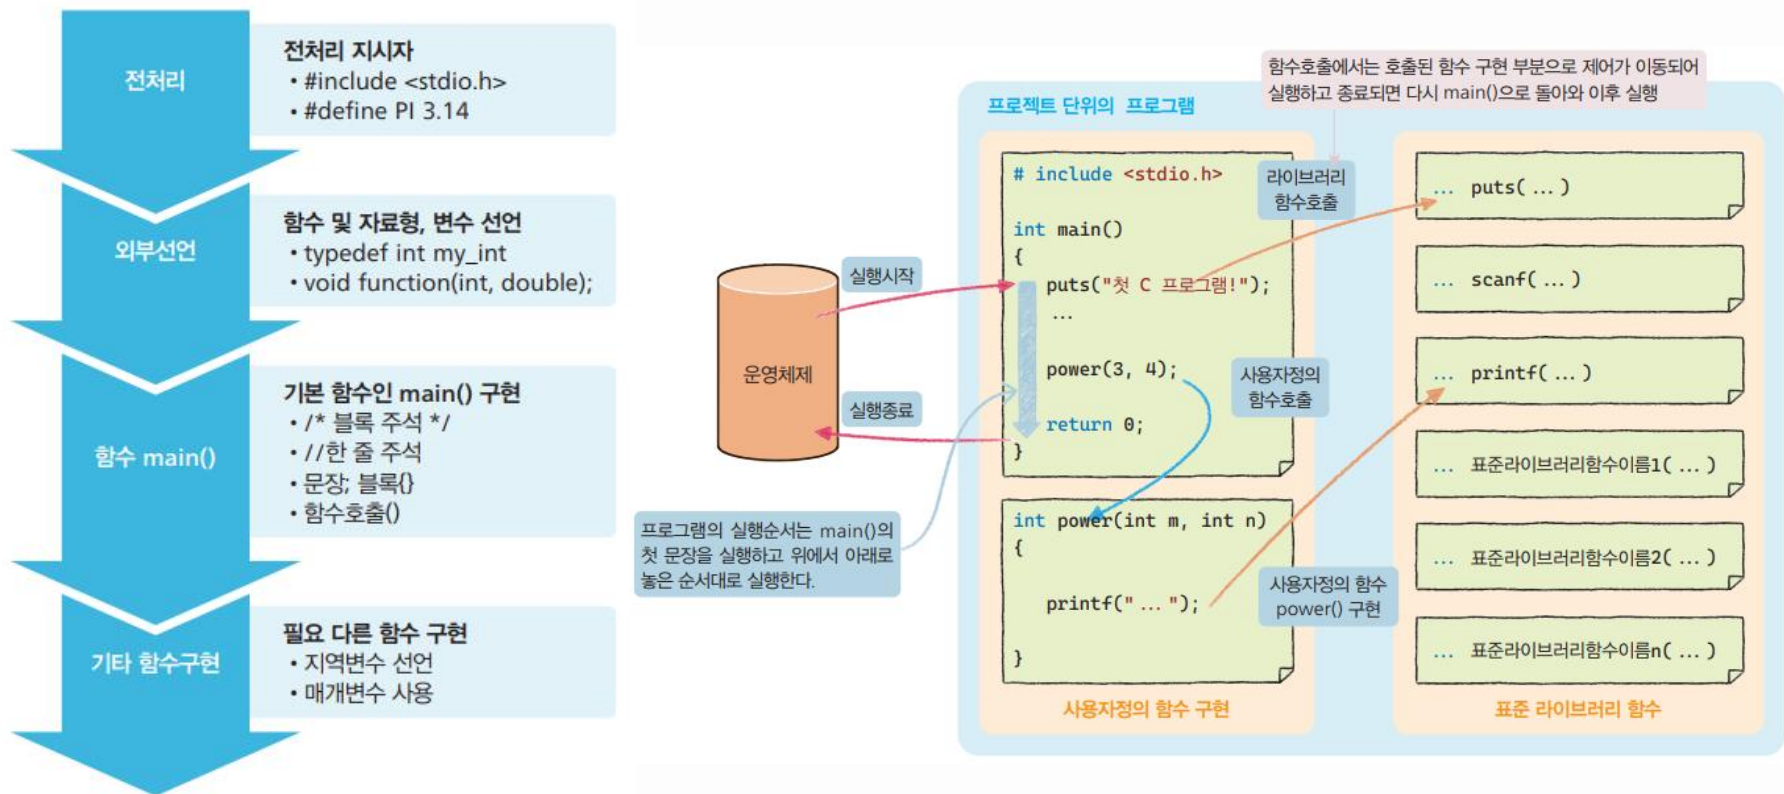 전처리
전처리 지시자
• #include <stdio.h>
• #define PI 3.14
외부선언
함수 및 자료형, 변수 선언
• typedef int my_int
• void function(int, double);
함수 main()
기본 함수인 main() 구현
• /* 블록 주석 */
• //한 줄 주석
• 문장; 블록{}
• 함수호출()
기타 함수구현
필요 다른 함수 구현
• 지역변수 선언
• 매개변수 사용
함수호출에서는 호출된 함수 구현 부분으로 제어가 이동되어
실행하고 종료되면 다시 main()으로 돌아와 이후 실행
프로젝트 단위의 프로그램
운영체제
실행시작
실행종료
프로그램의 실행순서는 main()의
첫 문장을 실행하고 위에서 아래로
놓은 순서대로 실행한다.
# include <stdio.h>
int main()
{
puts("첫 C 프로그램!");
...
power(3, 4);
return 0;
}
라이브러리
함수호출
사용자정의
함수호출
int power(int m, int n)
{
printf("...");
}
사용자정의 함수
power() 구현
사용자정의 함수 구현
... puts(...)
... scanf(...)
... printf(...)
... 표준라이브러리함수이름1(...)
... 표준라이브러리함수이름2(...)
... 표준라이브러리함수이름n(...)
표준 라이브러리 함수